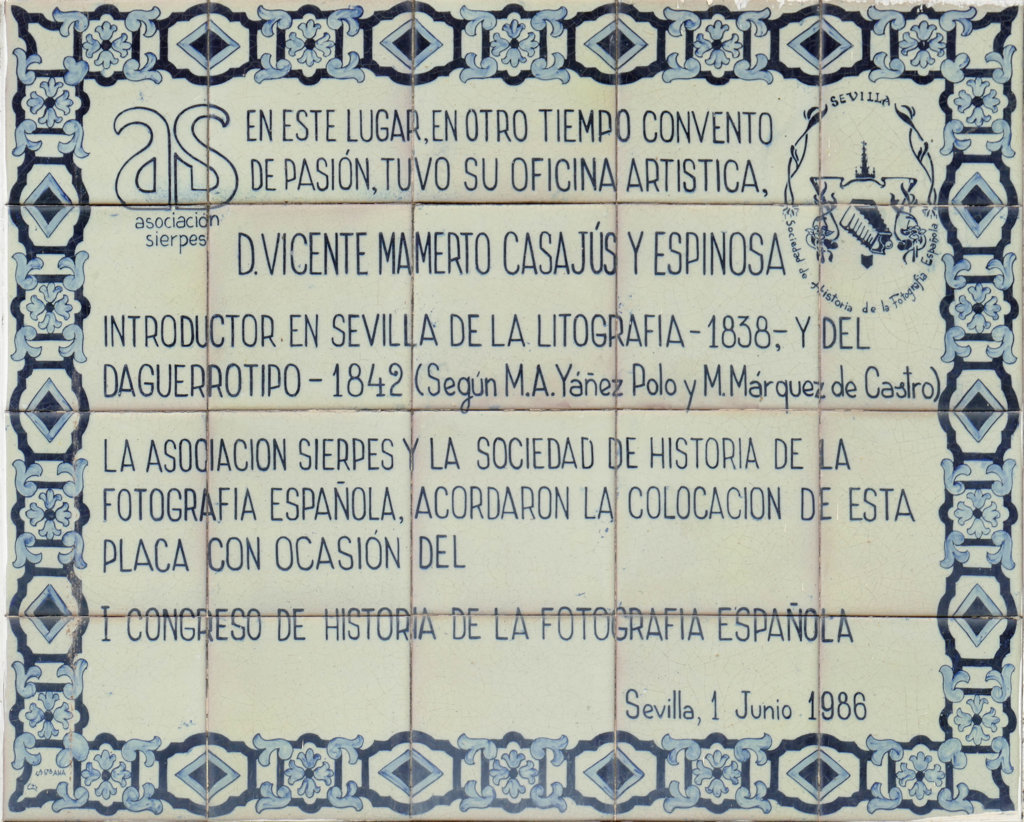 as
asociación
sierpes
SEVILLA
Sociedad de Historia de la Fotografía Española
EN ESTE LUGAR, EN OTRO TIEMPO CONVENTO
DE PASIÓN, TUVO SU OFICINA ARTISTICA,
D. VICENTE MAMERTO CASAJÚS Y ESPINOSA
INTRODUCTOR EN SEVILLA DE LA LITOGRAFIA - 1838,- Y DEL
DAGUERROTIPO - 1842 (Según M.A. Yáñez Polo y M. Márquez de Castro)
LA ASOCIACION SIERPES Y LA SOCIEDAD DE HISTORIA DE LA
FOTOGRAFIA ESPAÑOLA, ACORDARON LA COLOCACION DE ESTA
PLACA CON OCASIÓN DEL
I CONGRESO DE HISTORIA DE LA FOTOGRAFIA ESPAÑOLA
Sevilla, 1 Junio 1986